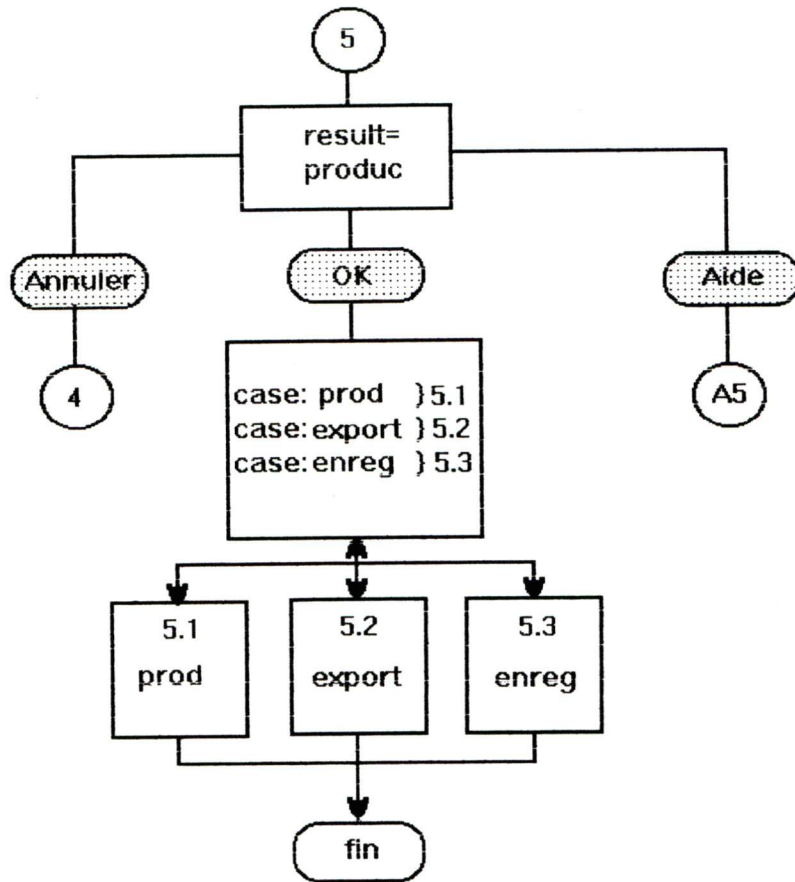 5
result=
produc
Annuler
OK
Aide
4
A5
case: prod }5.1
case:export }5.2
case:enreg }5.3
5.1
prod
5.2
export
5.3
enreg
fin